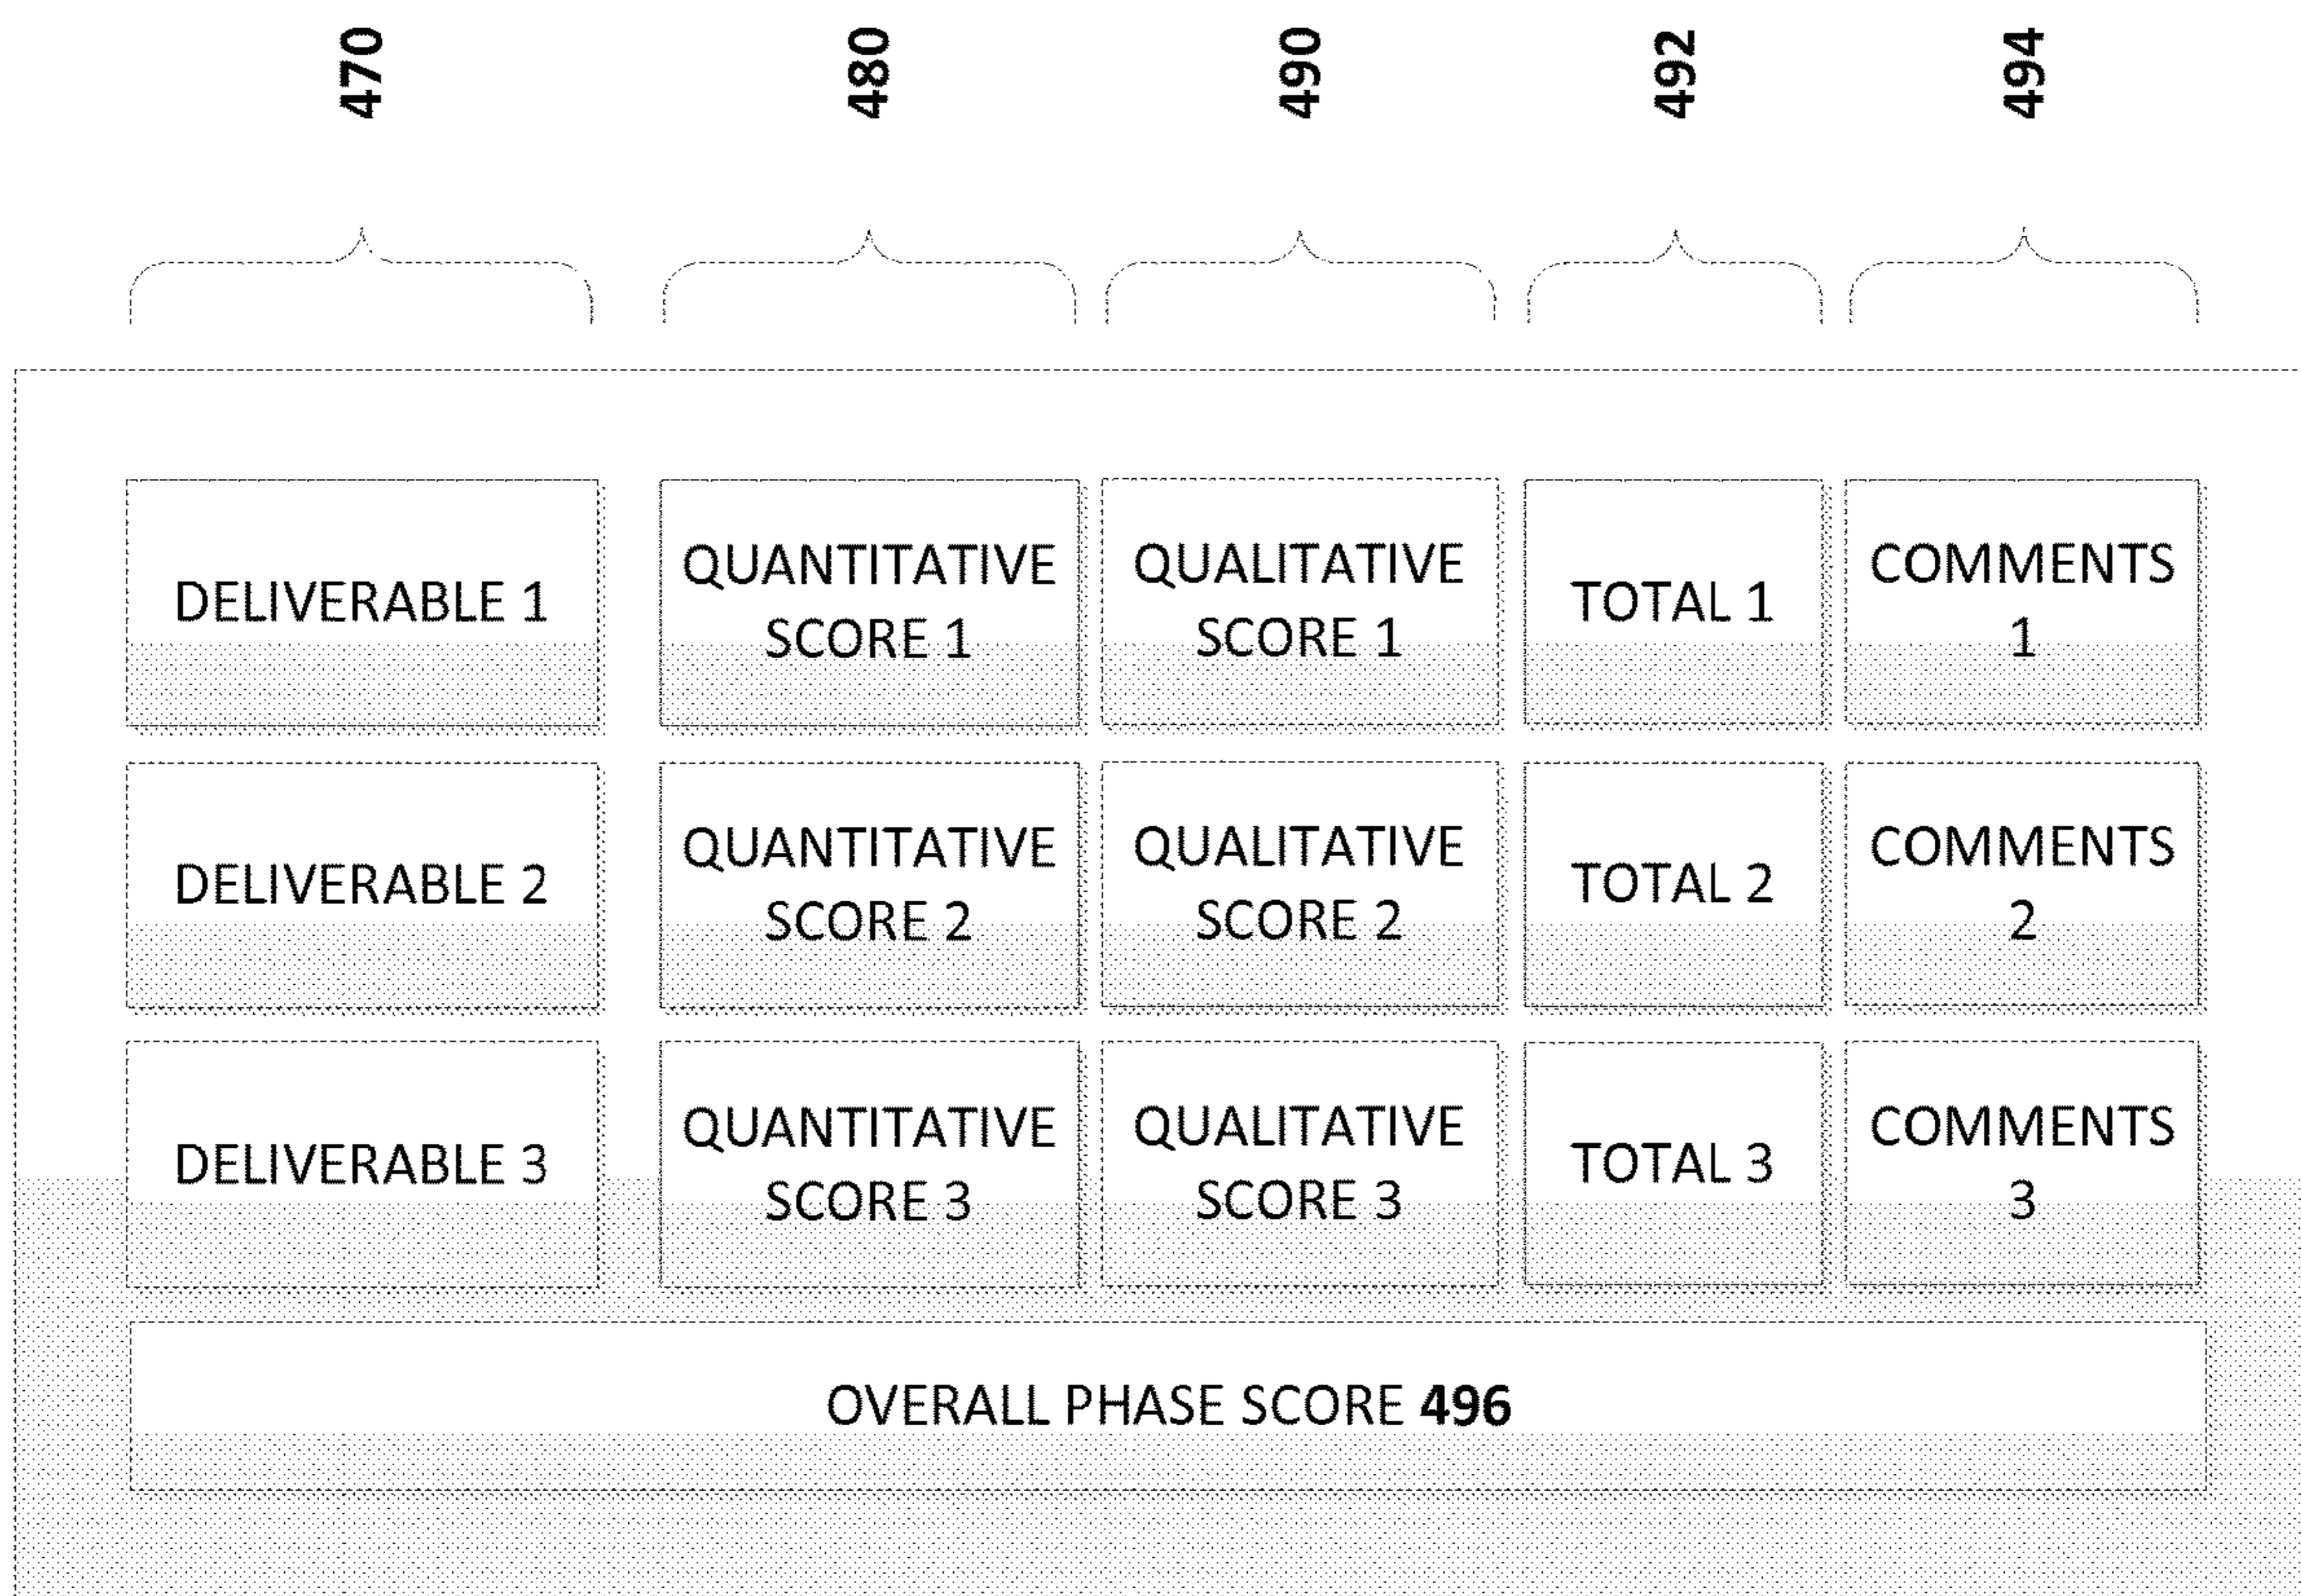 470
480
490
492
494
DELIVERABLE 1
QUANTITATIVE
SCORE 1
QUALITATIVE
SCORE 1
TOTAL 1
COMMENTS
1
DELIVERABLE 2
QUANTITATIVE
SCORE 2
QUALITATIVE
SCORE 2
TOTAL 2
COMMENTS
2
DELIVERABLE 3
QUANTITATIVE
SCORE 3
QUALITATIVE
SCORE 3
TOTAL 3
COMMENTS
3
OVERALL PHASE SCORE 496